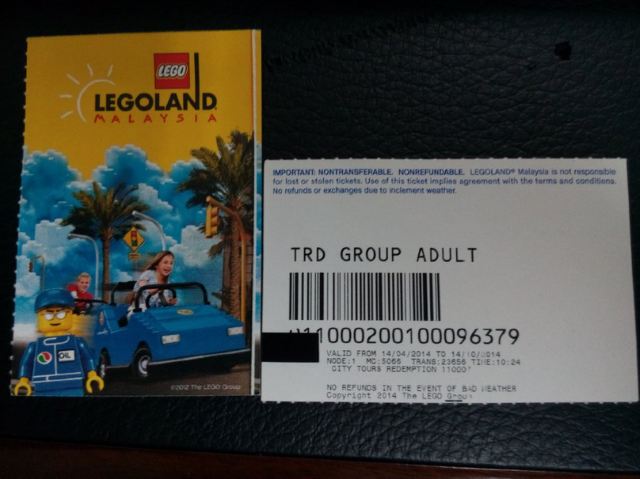 LEGO
LEGOLAND
MALAYSIA
OIL
©2012 The LEGO Group
IMPORTANT: NONTRANSFERABLE. NONREFUNDABLE. LEGOLAND® Malaysia is not responsible
for lost or stolen tickets. Use of this ticket implies agreement with the terms and conditions.
No refunds or exchanges due to inclement weather.
TRD GROUP ADULT
11000200100096379
VALID FROM 14/04/2014 TO 14/10/2014
NODE:1 MC:5065 TRANS:23656 TIME:10:24
CITY TOURS REDEMPTION 11000
NO REFUNDS IN THE EVENT OF BAD WEATHER
Copyright 2014 The LEGO Group